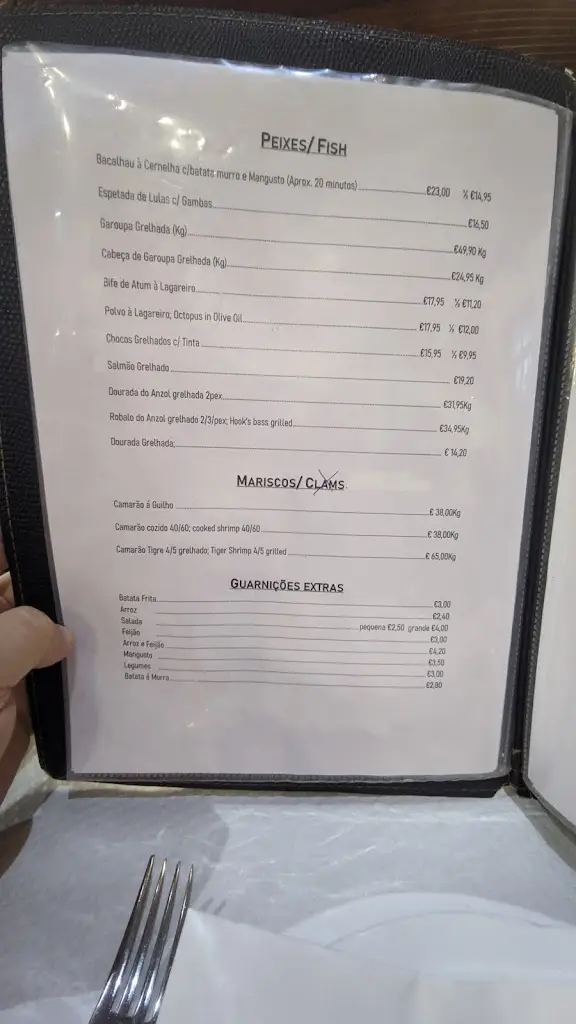 PEIXES/ FISH
Bacalhau à Cernelha c/batata murro e Mangusto (Aprox. 20 minutos) €23,00 ½ €14,95
Espetada de Lulas c/ Gambas €16,50
Garoupa Grelhada (Kg) €49,90 Kg
Cabeça de Garoupa Grelhada (Kg) €24,95 Kg
Bife de Atum à Lagareiro €17,95 ½ €11,20
Polvo à Lagareiro; Octopus in Olive Oil €17,95 ½ €12,00
Chocos Grelhados c/ Tinta €15,95 ½ €9,95
Salmão Grelhado €19,20
Dourada do Anzol grelhado 2pex €31,95Kg
Robalo do Anzol grelhado 2/3/pex; Hook's bass grilled €34,95Kg
Dourada Grelhada; € 14,20
MARISCOS/ CLAMS
Camarão á Guilho € 38,00Kg
Camarão cozido 40/60; cooked shrimp 40/60 € 38,00Kg
Camarão Tigre 4/5 grelhado; Tiger Shrimp 4/5 grilled € 65,00Kg
GUARNIÇÕES EXTRAS
Batata Frita €3,00
Arroz €2,40
Salada pequena €2,50 grande €4,00
Feijão €3,00
Arroz e Feijão €4,20
Mangusto €3,50
Legumes €3,00
Batata á Murro €2,80